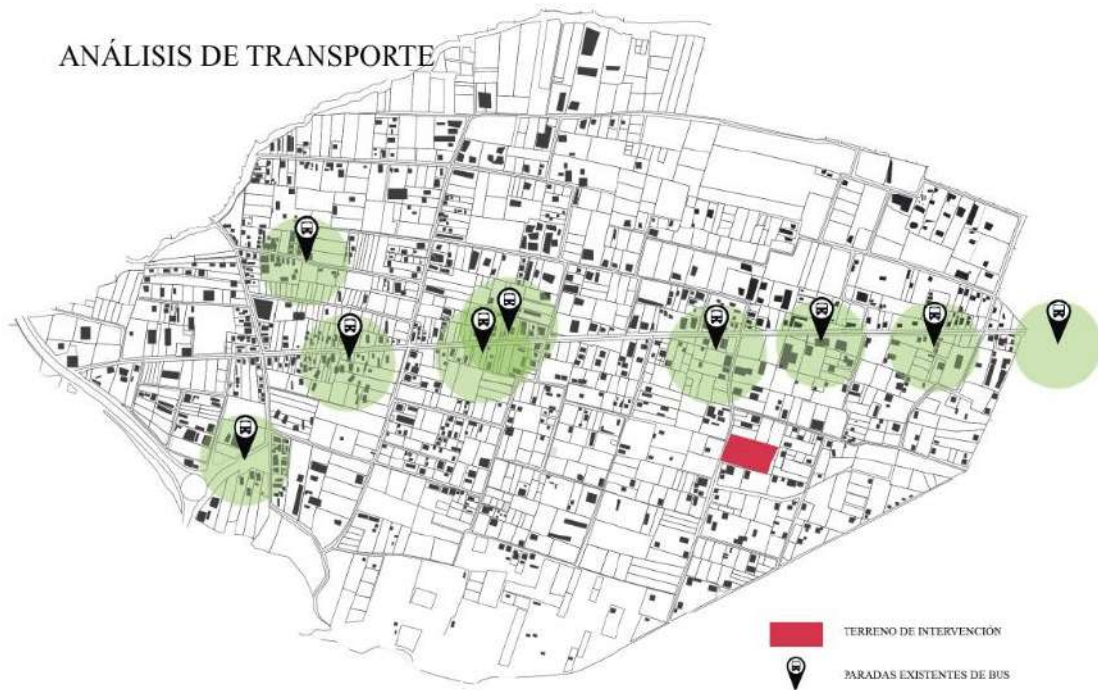 ANÁLISIS DE TRANSPORTE
TERRENO DE INTERVENCIÓN
PARADAS EXISTENTES DE BUS